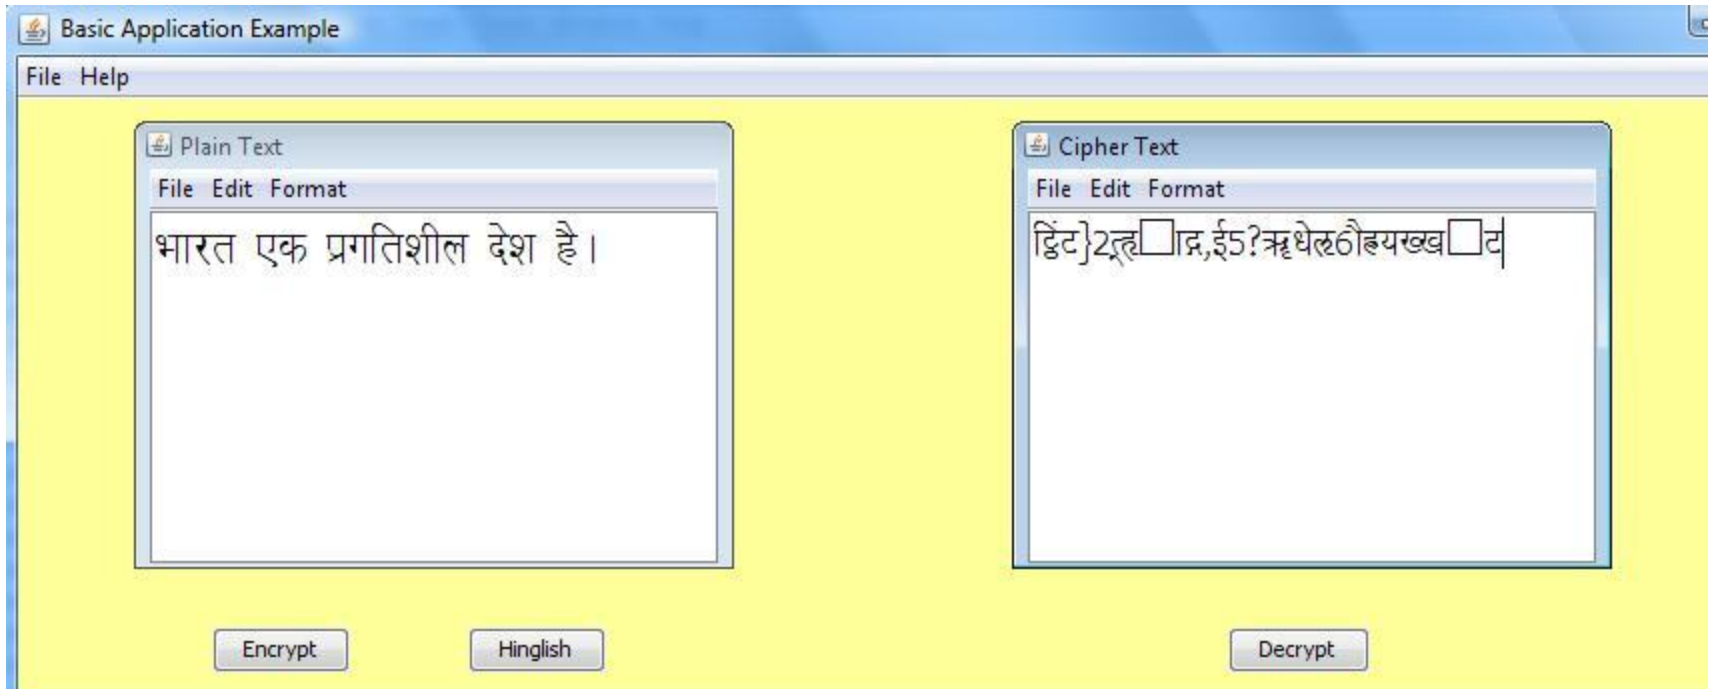 Basic Application Example
File Help
Plain Text
File Edit Format
भारत एक प्रगतिशील देश है।
Cipher Text
File Edit Format
Encrypt
Hinglish
Decrypt